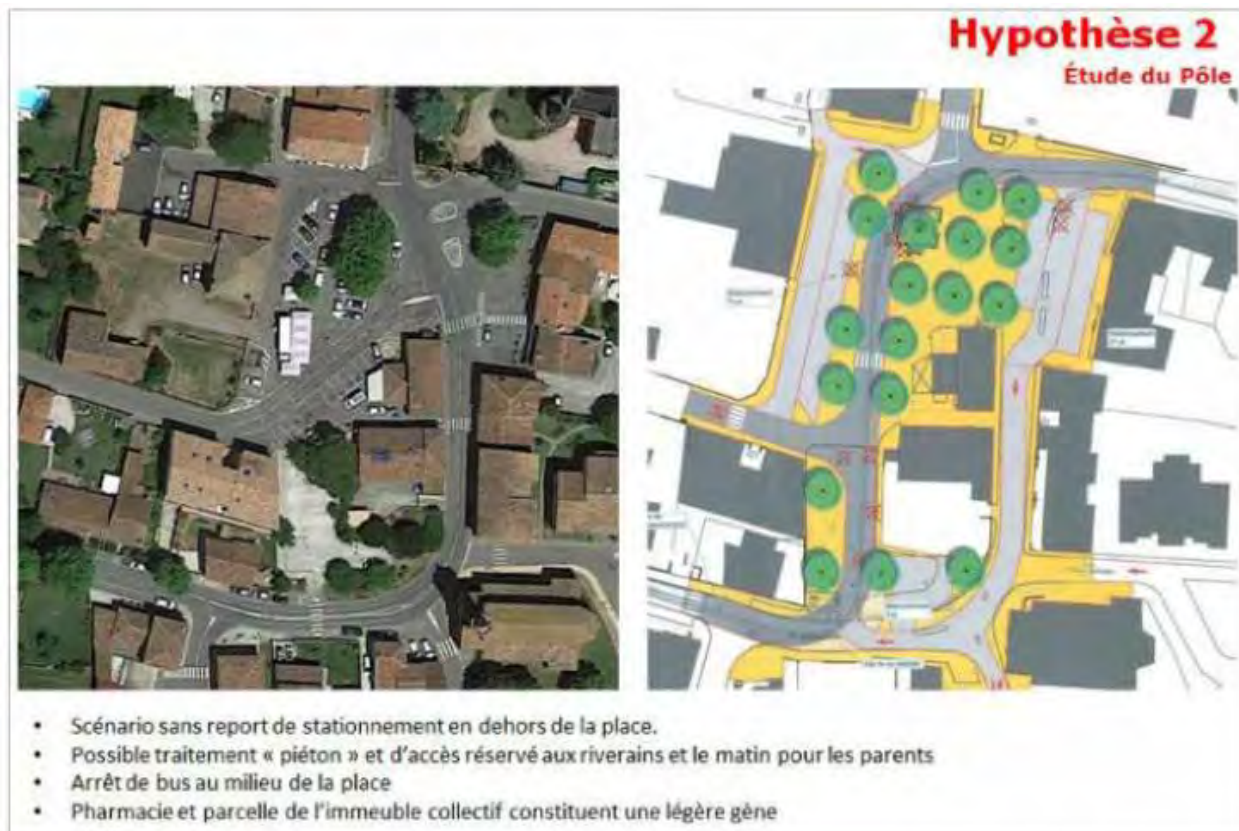 Hypothèse 2
Étude du Pôle
• Scénario sans report de stationnement en dehors de la place.
• Possible traitement « piéton » et d'accès réservé aux riverains et le matin pour les parents
• Arrêt de bus au milieu de la place
• Pharmacie et parcelle de l'immeuble collectif constituent une légère gène